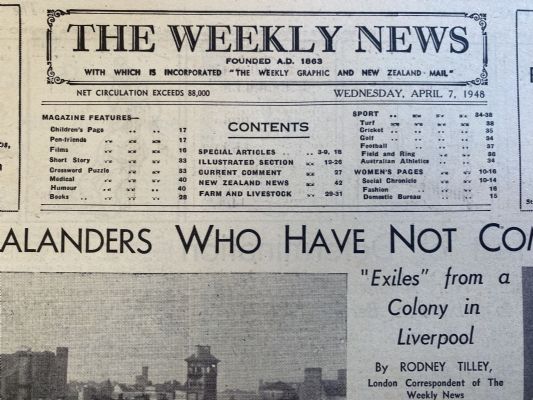 THE WEEKLY NEWS
FOUNDED A.D. 1863
WITH WHICH IS INCORPORATED "THE WEEKLY GRAPHIC AND NEW ZEALAND MAIL"
NET CIRCULATION EXCEEDS 88,000
WEDNESDAY, APRIL 7, 1948
MAGAZINE FEATURES—
Children's Page .. .. 17
Pen-friends .. .. 17
Films .. .. 16
Short Story .. .. 33
Crossword Puzzle .. 33
Medical .. .. 40
Humour .. .. 40
Books .. .. 28
CONTENTS
SPECIAL ARTICLES .. .. 3-9, 18
ILLUSTRATED SECTION .. 19-26
CURRENT COMMENT .. 27
NEW ZEALAND NEWS .. 42
FARM AND LIVESTOCK .. 29-31
SPORT .. .. .. 34-38
Turf .. .. .. 38
Cricket .. .. .. 35
Golf .. .. .. 34
Football .. .. .. 37
Field and Ring .. .. 36
Australian Athletics .. 34
WOMEN'S PAGES .. 10-16
Social Chronicle .. 10-14
Fashion .. .. 16
Domestic Bureau .. 15
ALANDERS WHO HAVE NOT COM
"Exiles" from a
Colony in
Liverpool
By RODNEY TILLEY,
London Correspondent of The
Weekly News